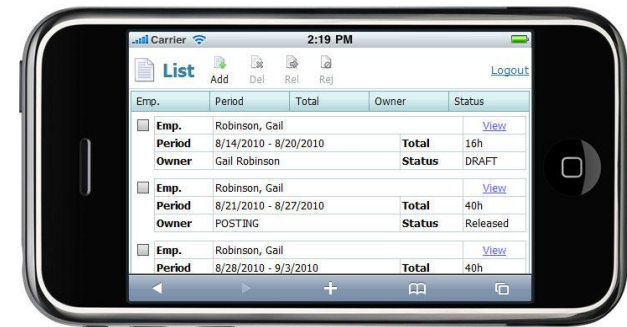 Carrier 2:19 PM
List Add Del Rel Rej Logout
Emp. Period Total Owner Status
Emp. Robinson, Gail View
Period 8/14/2010 - 8/20/2010 Total 16h
Owner Gail Robinson Status DRAFT
Emp. Robinson, Gail View
Period 8/21/2010 - 8/27/2010 Total 40h
Owner POSTING Status Released
Emp. Robinson, Gail View
Period 8/28/2010 - 9/3/2010 Total 40h